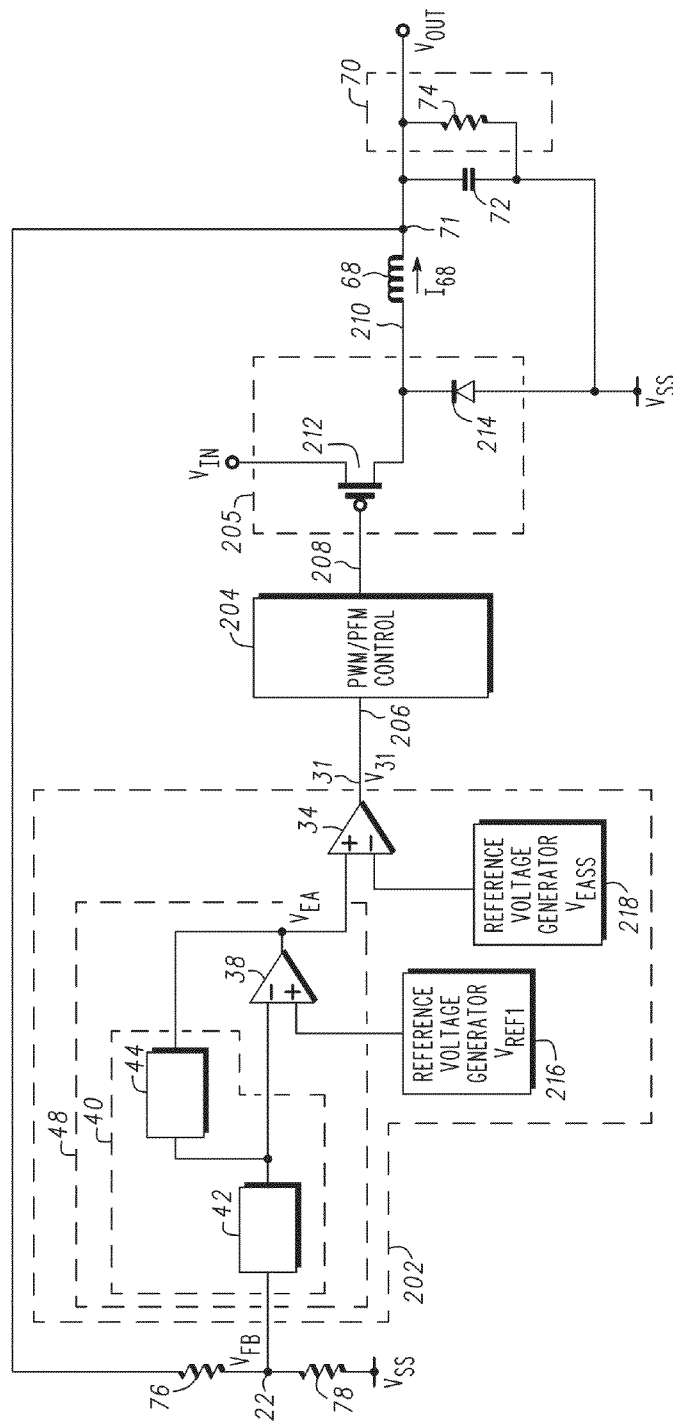 76
V_FB
22
78
V_SS
202
48
40
42
44
38
V_EA
REFERENCE
VOLTAGE
GENERATOR
V_REF1
216
34
31
V_31
REFERENCE
VOLTAGE
GENERATOR
V_EASS
218
206
204
PWM/PFM
CONTROL
208
205
V_IN
212
214
210
68
I_68
71
V_SS
72
70
74
V_OUT